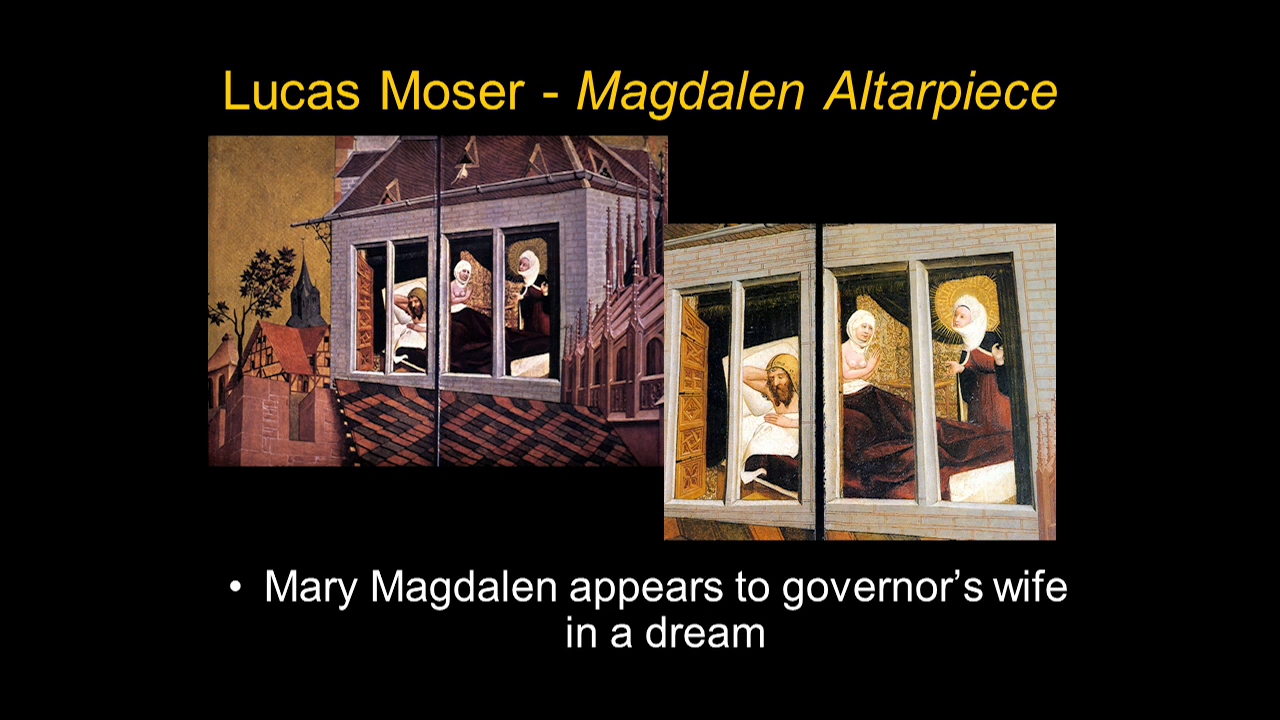 Lucas Moser - Magdalen Altarpiece
• Mary Magdalen appears to governor’s wife
in a dream